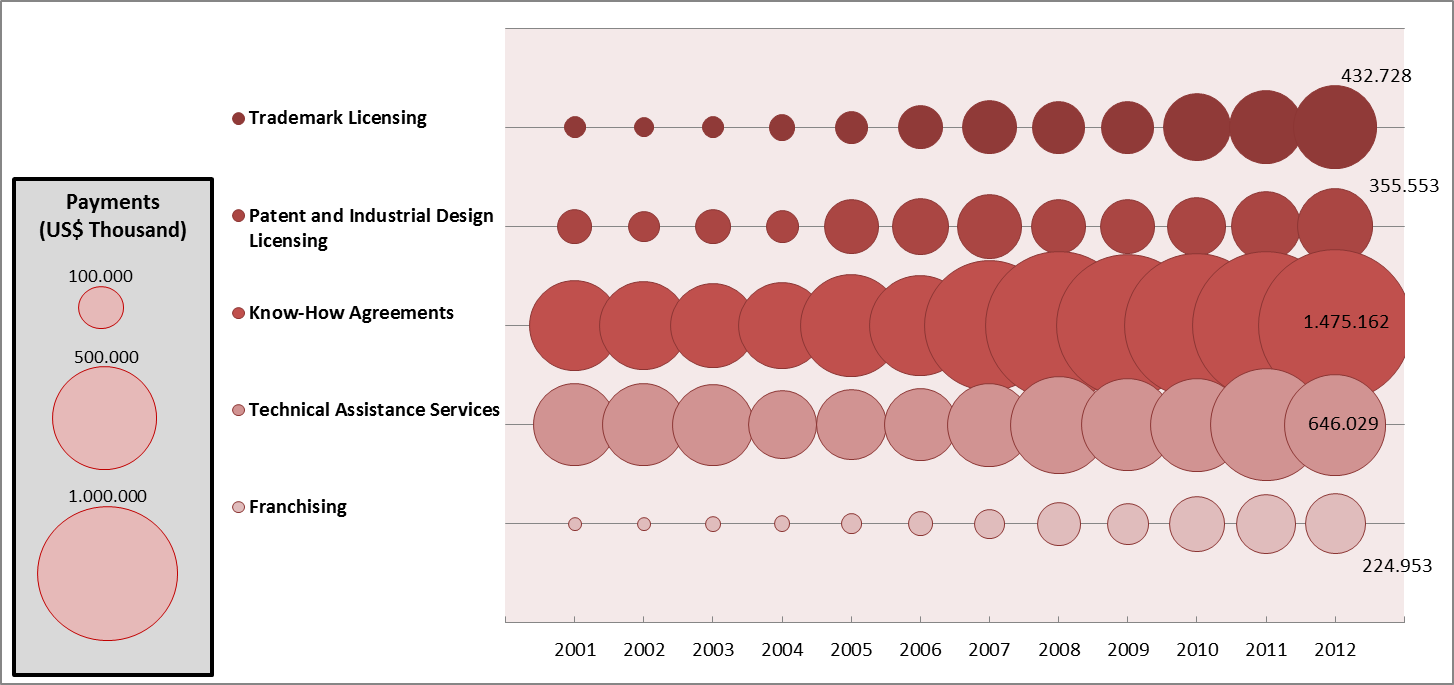 Payments
(US$ Thousand)
100.000
500.000
1.000.000
Trademark Licensing
Patent and Industrial Design
Licensing
Know-How Agreements
Technical Assistance Services
Franchising
432.728
355.553
1.475.162
646.029
224.953
2001 2002 2003 2004 2005 2006 2007 2008 2009 2010 2011 2012